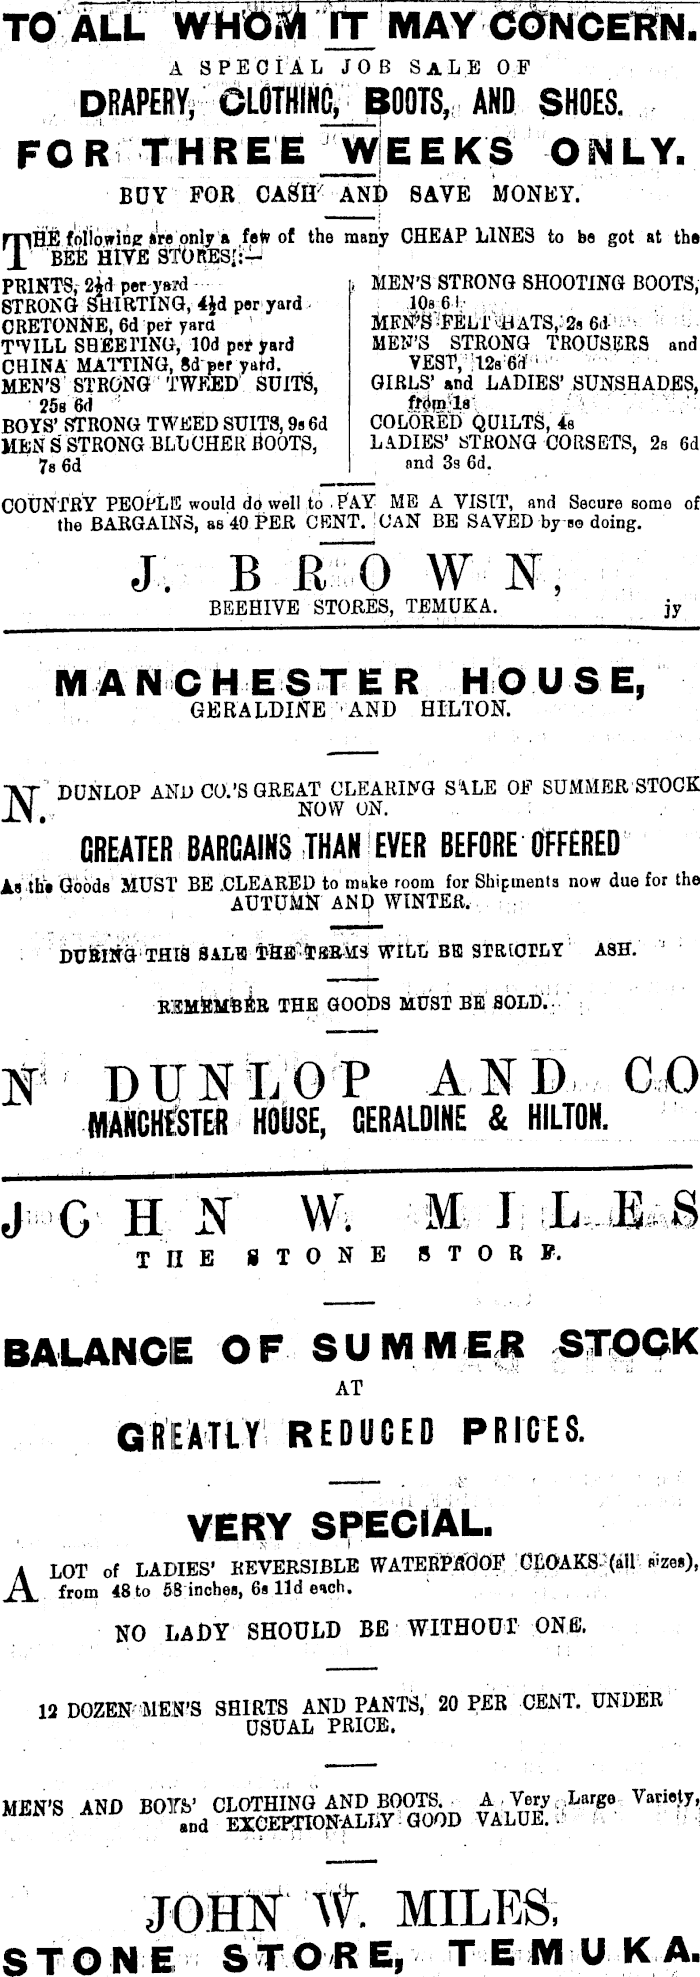 TO ALL WHOM IT MAY CONCERN.
A SPECIAL JOB SALE OF
DRAPERY, CLOTHING, BOOTS, AND SHOES.
FOR THREE WEEKS ONLY.
BUY FOR CASH AND SAVE MONEY.
THE following are only a few of the many CHEAP LINES to be got at the
BEE HIVE STORES:—
PRINTS, 2½d per yard
STRONG SHIRTING, 4½d per yard
CRETONNE, 6d per yard
TWILL SHEETING, 10d per yard
CHINA MATTING, 8d per yard.
MEN'S STRONG TWEED SUITS,
25s 6d
BOYS' STRONG TWEED SUITS, 9s 6d
MEN S STRONG BLUCHER BOOTS,
7s 6d
MEN'S STRONG SHOOTING BOOTS,
10s 6d
MEN'S FELT HATS, 2s 6d
MEN'S STRONG TROUSERS and
VEST, 12s 6d
GIRLS' and LADIES' SUNSHADES,
from 1s
COLORED QUILTS, 4s
LADIES' STRONG CORSETS, 2s 6d
and 3s 6d.
COUNTRY PEOPLE would do well to PAY ME A VISIT, and Secure some of
the BARGAINS, as 40 PER CENT. CAN BE SAVED by so doing.
J. BROWN,
BEEHIVE STORES, TEMUKA. jy
MANCHESTER HOUSE,
GERALDINE AND HILTON.
N. DUNLOP AND CO.'S GREAT CLEARING SALE OF SUMMER STOCK
NOW ON.
GREATER BARGAINS THAN EVER BEFORE OFFERED
As the Goods MUST BE CLEARED to make room for Shipments now due for the
AUTUMN AND WINTER.
DURING THIS SALE THE TERMS WILL BE STRICTLY ASH.
REMEMBER THE GOODS MUST BE SOLD.
N DUNLOP AND CO
MANCHESTER HOUSE, GERALDINE & HILTON.
JOHN W. MILES
THE STONE STORE.
BALANCE OF SUMMER STOCK
AT
GREATLY REDUCED PRICES.
VERY SPECIAL.
A LOT of LADIES' REVERSIBLE WATERPROOF CLOAKS (all sizes),
from 48 to 58 inches, 6s 11d each.
NO LADY SHOULD BE WITHOUT ONE.
12 DOZEN MEN'S SHIRTS AND PANTS, 20 PER CENT. UNDER
USUAL PRICE.
MEN'S AND BOYS' CLOTHING AND BOOTS. A Very Large Variety,
and EXCEPTIONALLY GOOD VALUE.
JOHN W. MILES,
STONE STORE, TEMUKA.